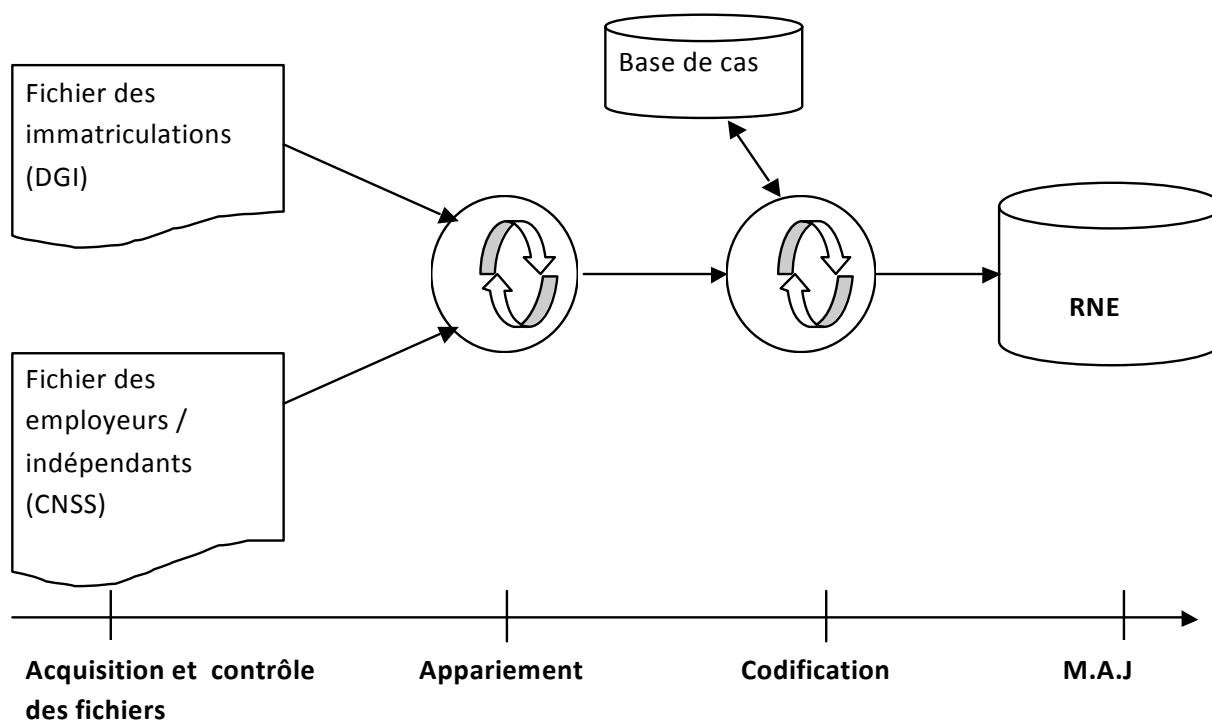 Base de cas
Fichier des
immatriculations
(DGI)
RNE
Fichier des
employeurs /
indépendants
(CNSS)
Acquisition et contrôle
des fichiers
Appariement
Codification
M.A.J